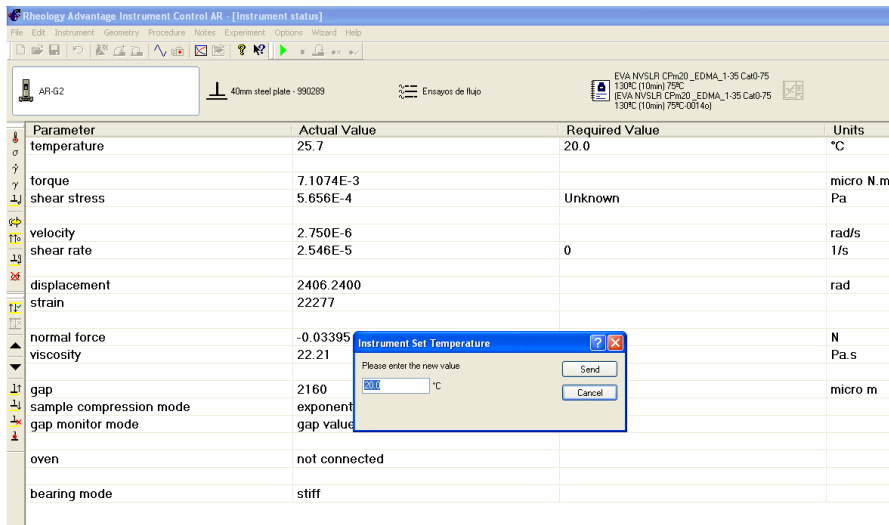 Rheology Advantage Instrument Control AR - [Instrument status]
File Edit Instrument Geometry Procedure Notes Experiment Options Wizard Help
AR-G2
40mm steel plate - 990289
Ensayos de flujo
EVA NVSLR CPm20 _EDMA_1-35 Cat0-75
130ºC (10min) 75ºC
(EVA NVSLR CPm20 _EDMA_1-35 Cat0-75
130ºC (10min) 75ºC-0014o)
Parameter Actual Value Required Value Units
temperature 25.7 20.0 °C
torque 7.1074E-3 micro N.m
shear stress 5.656E-4 Unknown Pa
velocity 2.750E-6 rad/s
shear rate 2.546E-5 0 1/s
displacement 2406.2400 rad
strain 22277
normal force -0.03395 N
viscosity 22.21 Pa.s
gap 2160 micro m
sample compression mode exponent
gap monitor mode gap value
oven not connected
bearing mode stiff
Instrument Set Temperature
Please enter the new value
20.0 °C
Send
Cancel